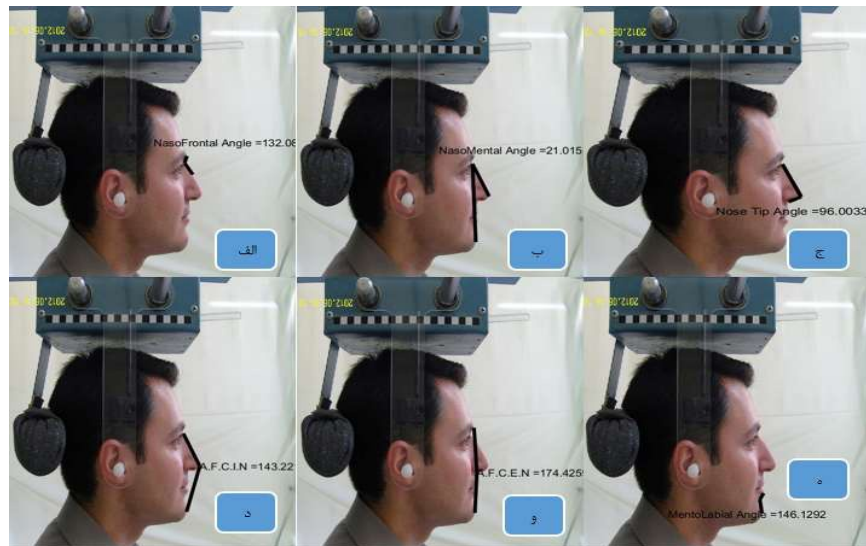 NasoFrontal Angle =132.08
الف
NasoMental Angle =21.015
ب
Nose Tip Angle =96.0033
ج
A.F.C.I.N =143.22
د
A.F.C.E.N =174.425
و
MentoLabial Angle =146.1292
ه